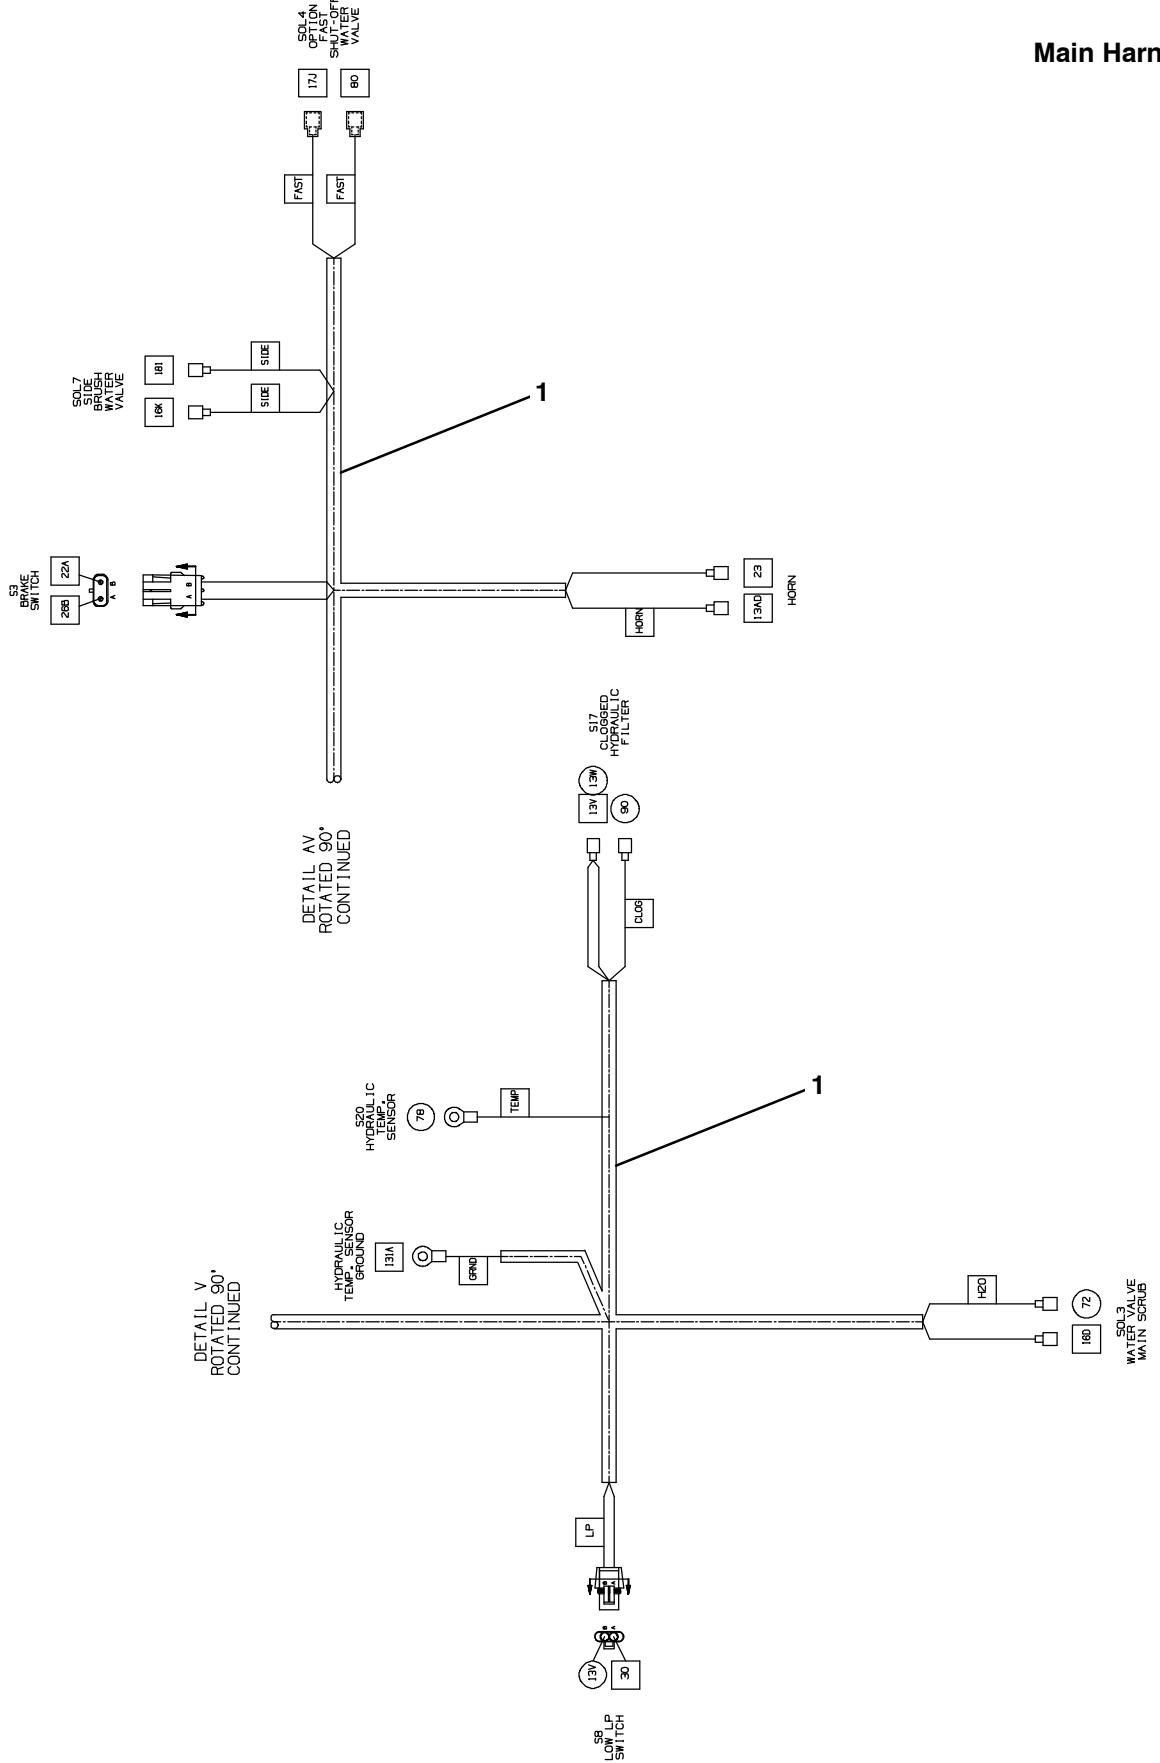 Main Harn
SOL4
OPTION
FAST
SHUT-OFF
WATER
VALVE
17J
80
FAST
FAST
SOL7
SIDE
BRUSH
WATER
VALVE
181
16K
SIDE
SIDE
1
S3
BRAKE
SWITCH
22A
26B
A B
A B
HORN
23
13AD
HORN
DETAIL AV
ROTATED 90°
CONTINUED
S17
CLOGGED
HYDRAULIC
FILTER
13V
13W
90
CLOG
S20
HYDRAULIC
TEMP.
SENSOR
78
TEMP
1
HYDRAULIC
TEMP. SENSOR
GROUND
131A
GRND
DETAIL V
ROTATED 90°
CONTINUED
H2O
72
16D
SOL3
WATER VALVE
MAIN SCRUB
LP
B A
B A
13V
30
S8
LOW LP
SWITCH